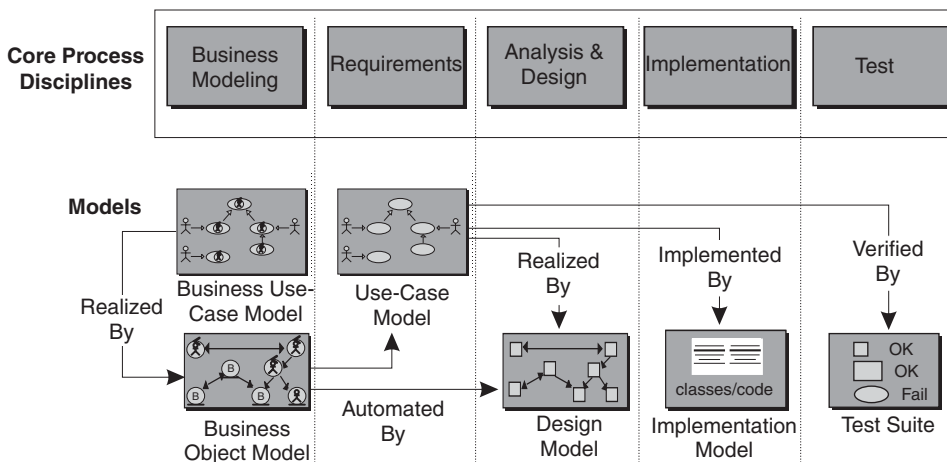 Core Process
Disciplines
Business
Modeling
Requirements
Analysis &
Design
Implementation
Test
Models
Realized
By
Business Use-
Case Model
Use-Case
Model
Realized
By
Implemented
By
Verified
By
B
B
B
Business
Object Model
Automated
By
Design
Model
classes/code
Implementation
Model
OK
OK
Fail
Test Suite